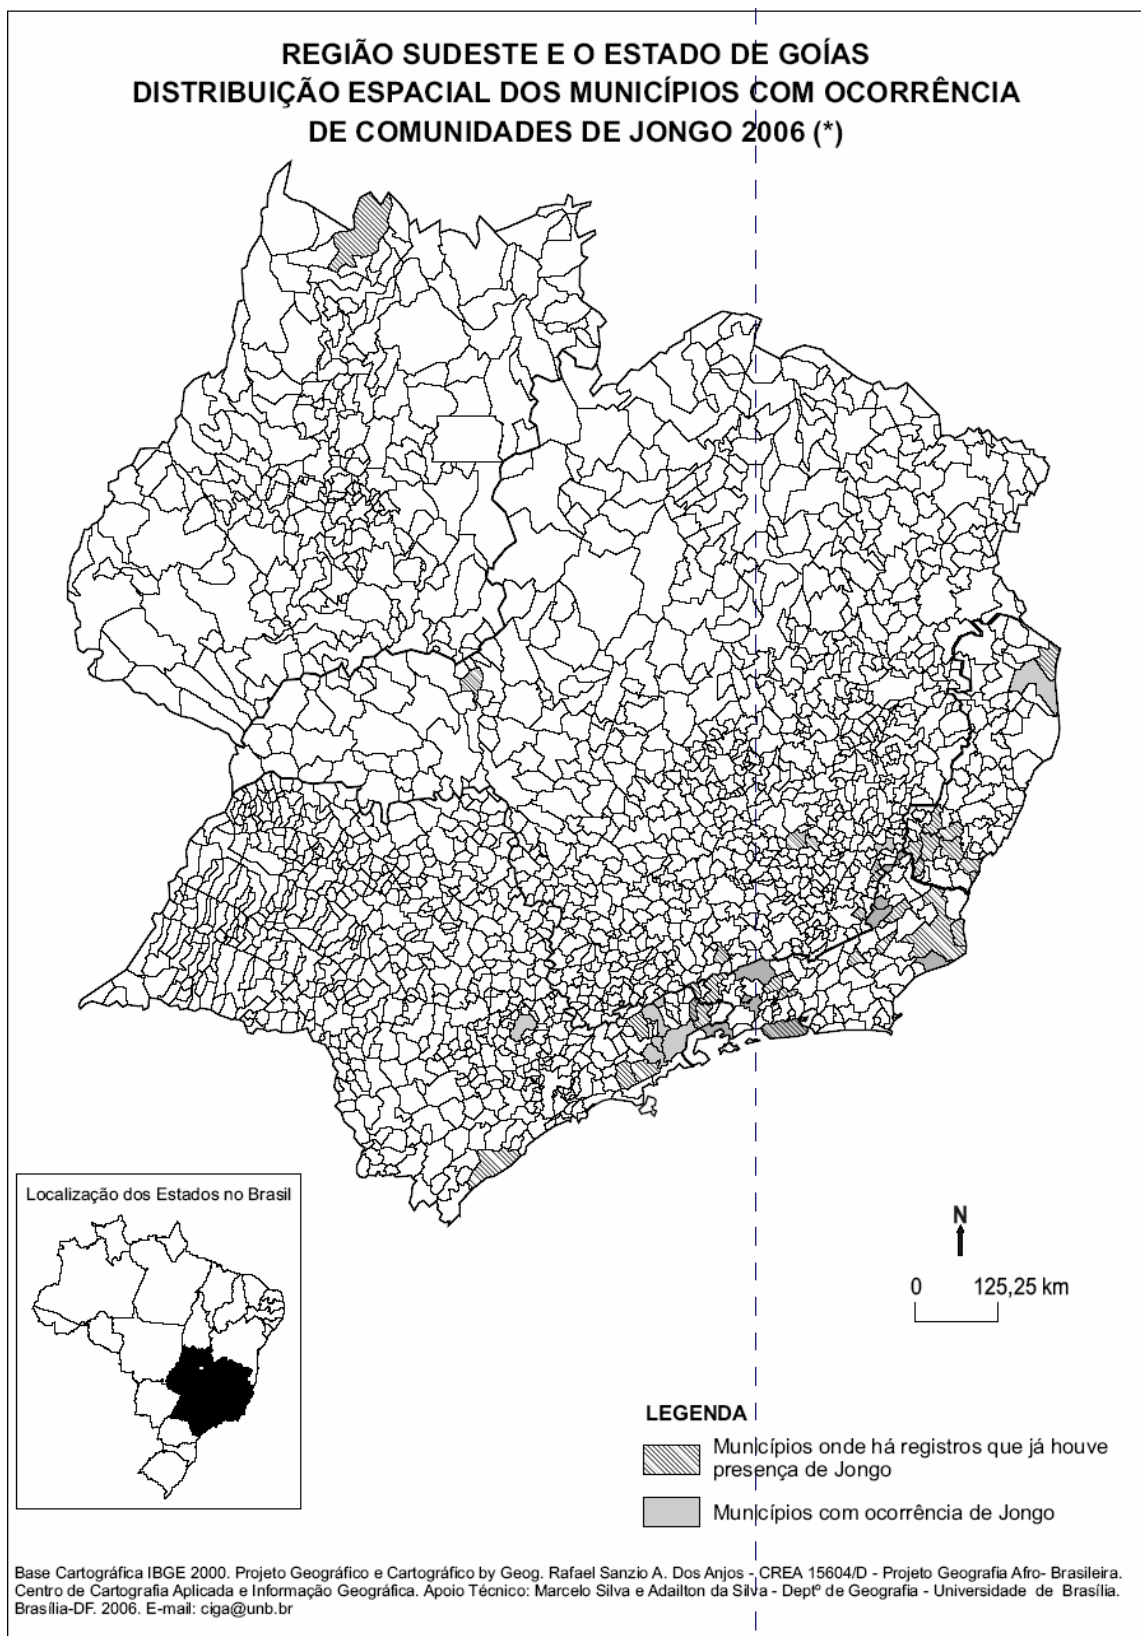 REGIÃO SUDESTE E O ESTADO DE GOÍAS
DISTRIBUIÇÃO ESPACIAL DOS MUNICÍPIOS COM OCORRÊNCIA
DE COMUNIDADES DE JONGO 2006 (*)
Localização dos Estados no Brasil
N
0 125,25 km
LEGENDA
Municípios onde há registros que já houve
presença de Jongo
Municípios com ocorrência de Jongo
Base Cartográfica IBGE 2000. Projeto Geográfico e Cartográfico by Geog. Rafael Sanzio A. Dos Anjos - CREA 15604/D - Projeto Geografia Afro- Brasileira.
Centro de Cartografia Aplicada e Informação Geográfica. Apoio Técnico: Marcelo Silva e Adailton da Silva - Deptº de Geografia - Universidade de Brasília.
Brasília-DF. 2006. E-mail: ciga@unb.br